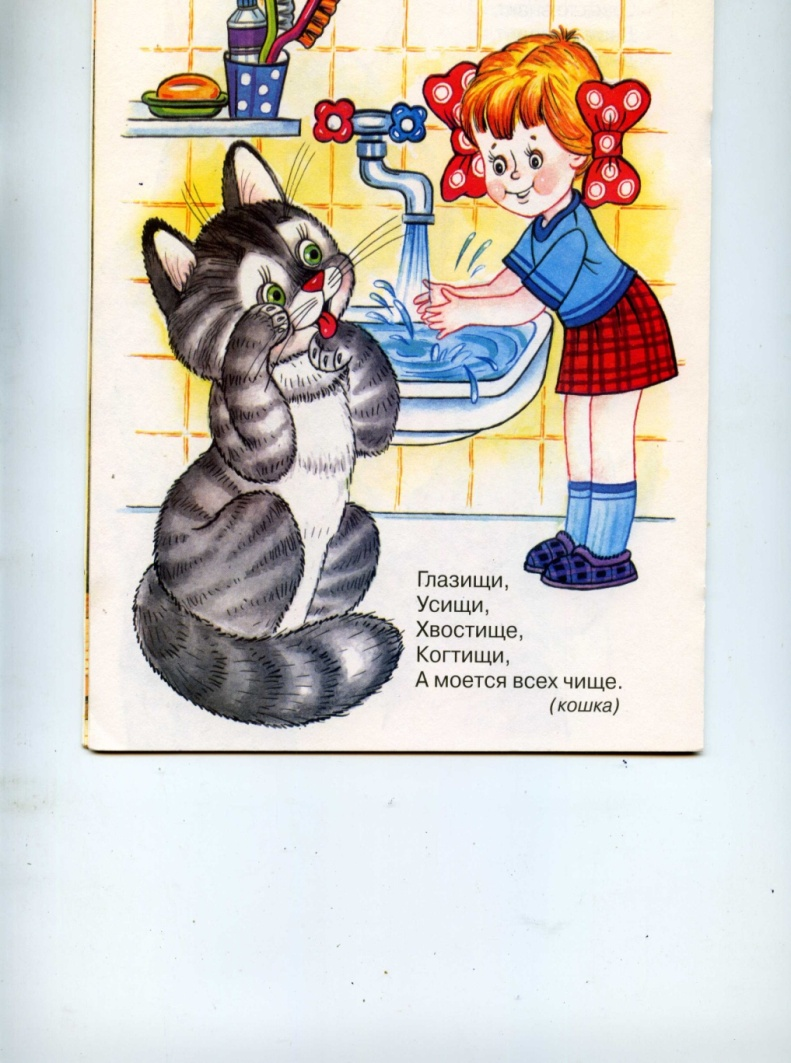 Глазищи,
Усищи,
Хвостище,
Когтищи,
А моется всех чище.
(кошка)